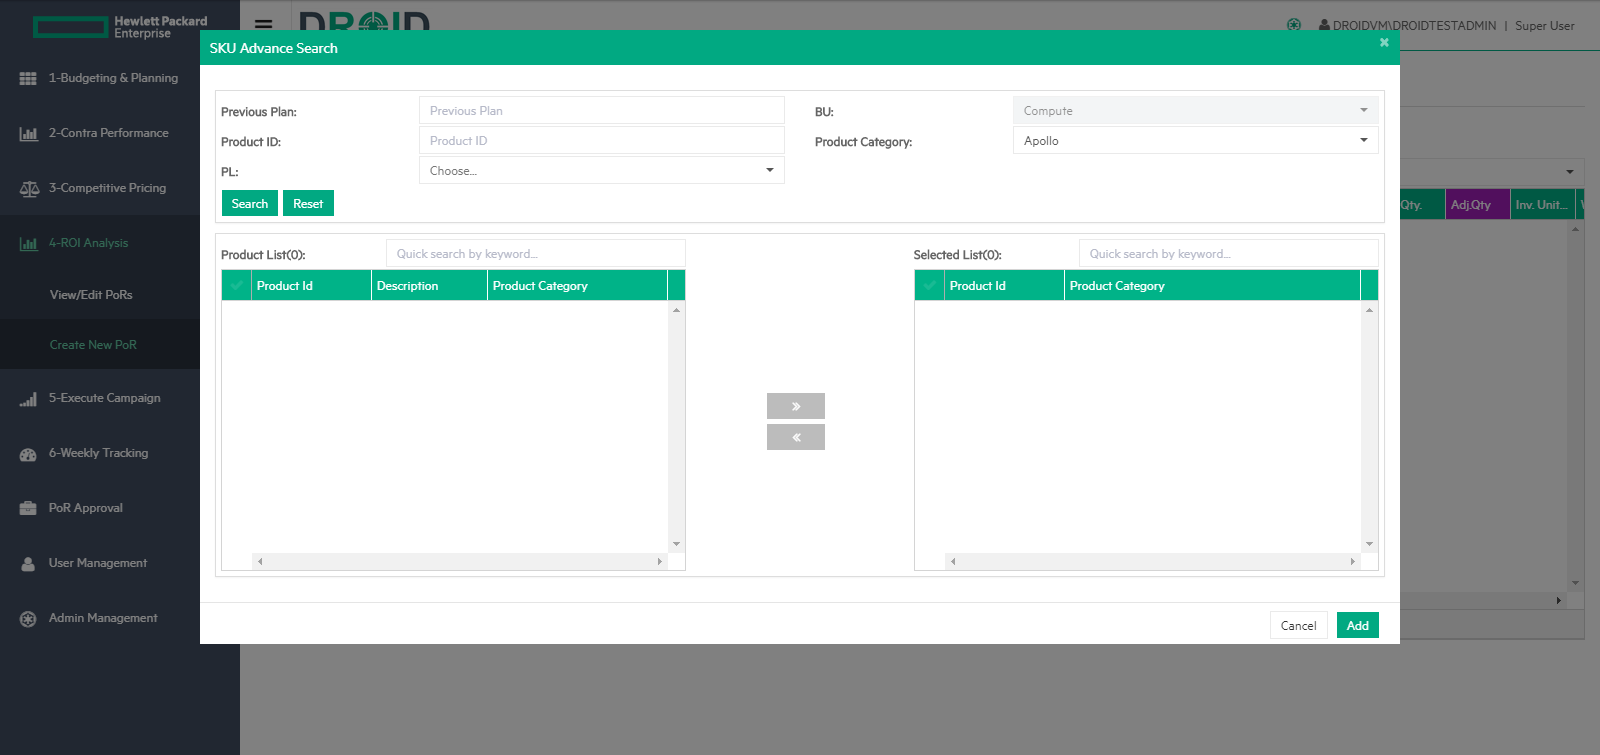 Hewlett Packard
Enterprise
DROID
DROIDVM\DROIDTESTADMIN | Super User
SKU Advance Search
1-Budgeting & Planning
2-Contra Performance
3-Competitive Pricing
4-ROI Analysis
View/Edit PoRs
Create New PoR
5-Execute Campaign
6-Weekly Tracking
PoR Approval
User Management
Admin Management
Previous Plan: Previous Plan BU: Compute
Product ID: Product ID Product Category: Apollo
PL: Choose...
Search Reset
Qty. Adj.Qty Inv. Unit...
Product List(0): Quick search by keyword... Selected List(0): Quick search by keyword...
Product Id Description Product Category Product Id Product Category
Cancel Add